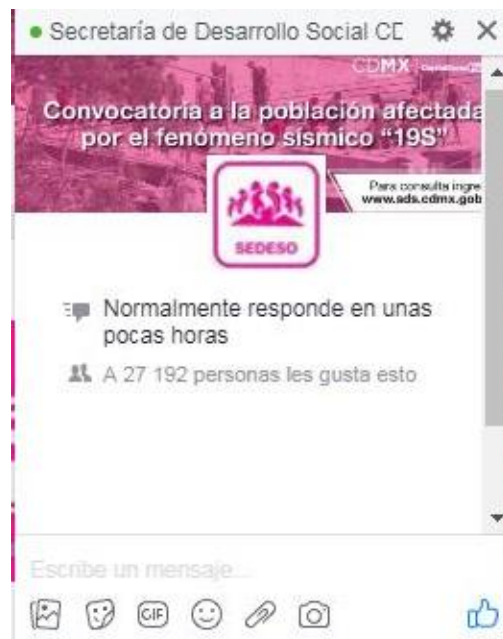 Secretaría de Desarrollo Social CD
CDMX
Convocatoria a la población afectada
por el fenómeno sísmico “19S”
Para consulta ingre
www.sds.cdmx.gob
SEDESO
Normalmente responde en unas
pocas horas
A 27 192 personas les gusta esto
Escribe un mensaje...
GIF